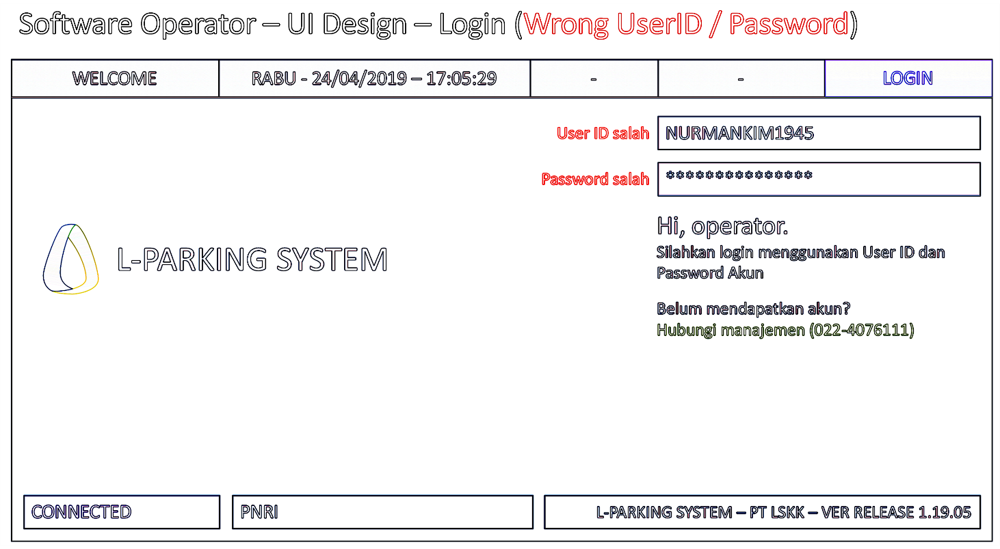 Software Operator – UI Design – Login (Wrong UserID / Password)
WELCOME
RABU - 24/04/2019 – 17:05:29
-
-
LOGIN
User ID salah
NURMANKIM1945
Password salah
***************
Hi, operator.
Silahkan login menggunakan User ID dan
Password Akun
Belum mendapatkan akun?
Hubungi manajemen (022-4076111)
L-PARKING SYSTEM
CONNECTED
PNRI
L-PARKING SYSTEM – PT LSKK – VER RELEASE 1.19.05